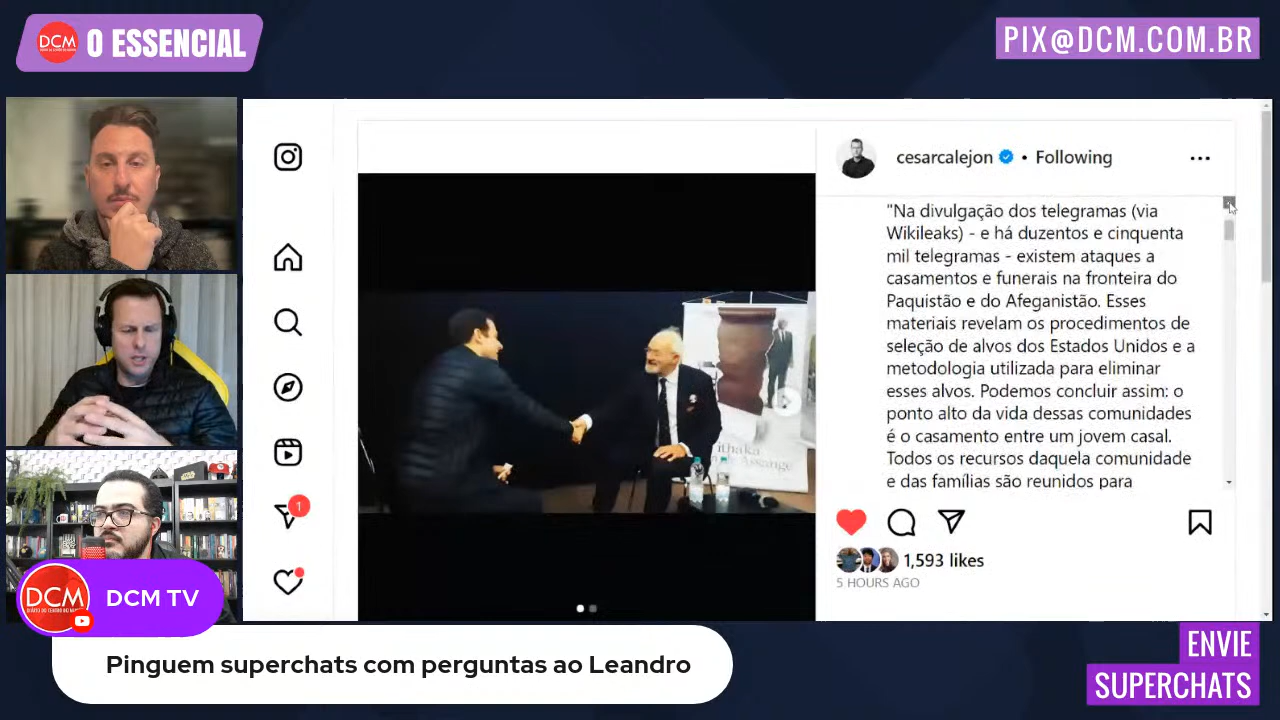 DCM O ESSENCIAL
PIX@DCM.COM.BR
cesarcalejon • Following
"Na divulgação dos telegramas (via
Wikileaks) - e há duzentos e cinquenta
mil telegramas - existem ataques a
casamentos e funerais na fronteira do
Paquistão e do Afeganistão. Esses
materiais revelam os procedimentos de
seleção de alvos dos Estados Unidos e a
metodologia utilizada para eliminar
esses alvos. Podemos concluir assim: o
ponto alto da vida dessas comunidades
é o casamento entre um jovem casal.
Todos os recursos daquela comunidade
e das famílias são reunidos para
Ithaka
Assange
1
1,593 likes
5 HOURS AGO
DCM
DCM TV
Pinguem superchats com perguntas ao Leandro
ENVIE
SUPERCHATS